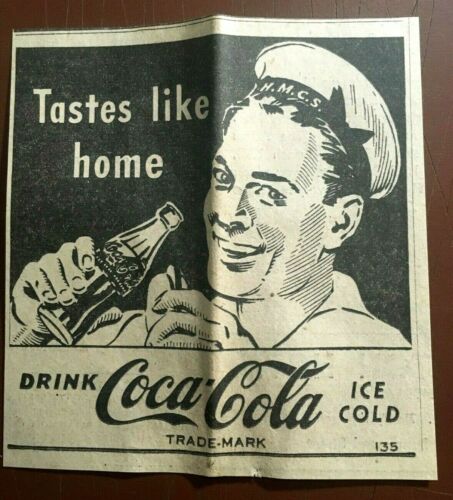 H.M.C.S.
Tastes like
home
Coca-Cola
DRINK Coca-Cola ICE
COLD
TRADE-MARK
135